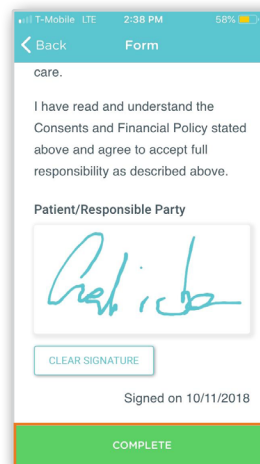 T-Mobile LTE 2:38 PM 58%
Back Form
care.
I have read and understand the
Consents and Financial Policy stated
above and agree to accept full
responsibility as described above.
Patient/Responsible Party
CLEAR SIGNATURE
Signed on 10/11/2018
COMPLETE